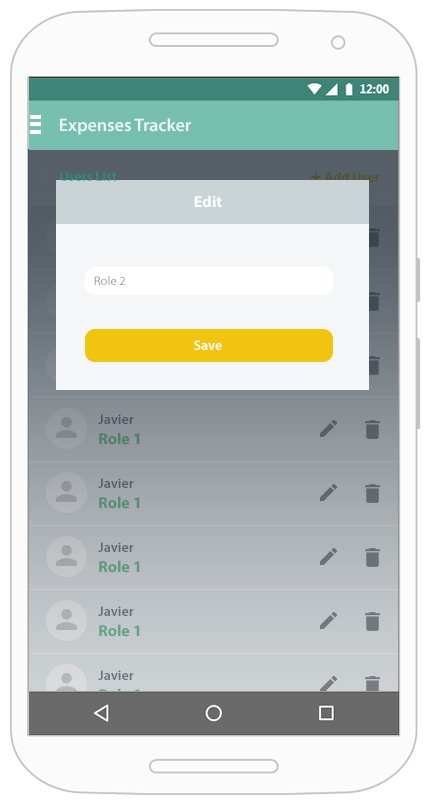 12:00
Expenses Tracker
Users List
+ Add User
Edit
Role 2
Save
Javier
Role 1
Javier
Role 1
Javier
Role 1
Javier
Role 1
Javier